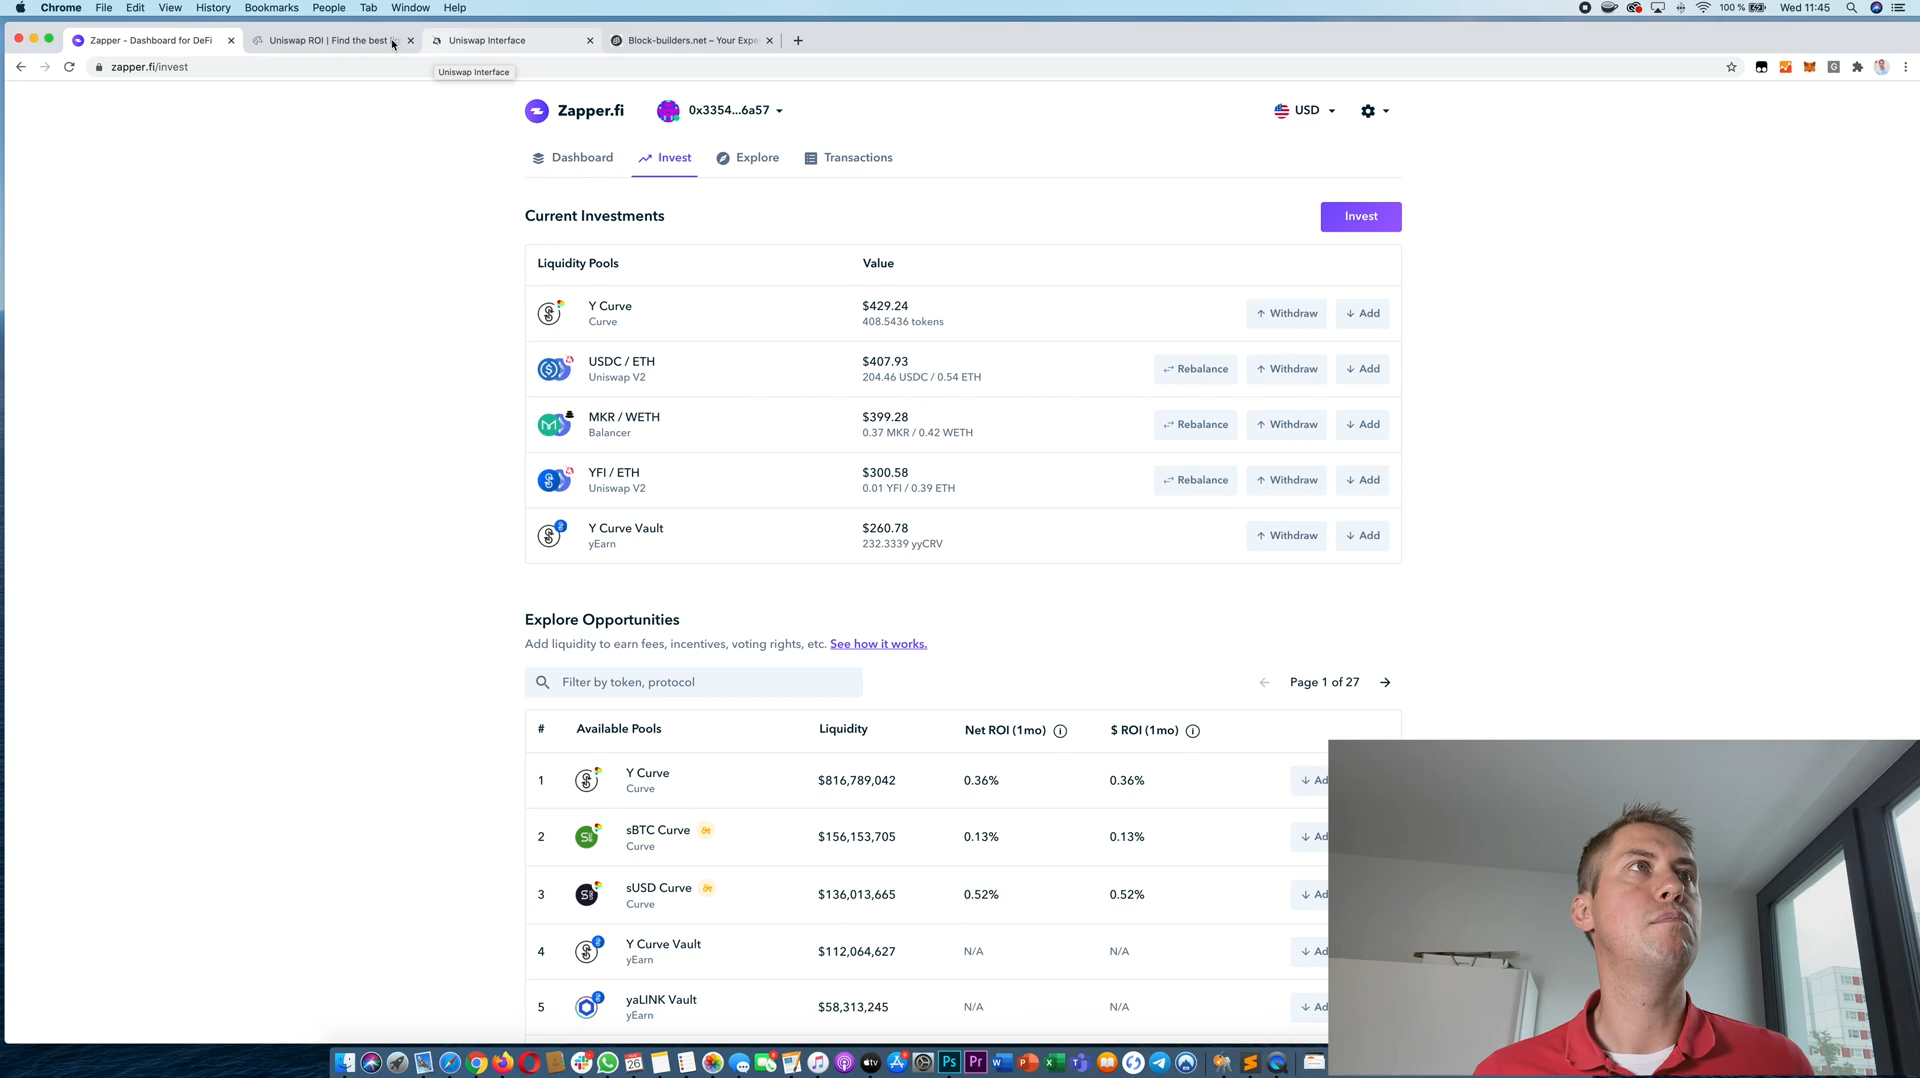 Chrome File Edit View History Bookmarks People Tab Window Help
100 % Wed 11:45
Zapper - Dashboard for DeFi
Uniswap ROI | Find the best
Uniswap Interface
Block-builders.net – Your Expe
zapper.fi/invest
Uniswap Interface
Zapper.fi
0x3354...6a57
USD
Dashboard
Invest
Explore
Transactions
Current Investments
Invest
Liquidity Pools Value
Y Curve $429.24
Curve 408.5436 tokens
Withdraw Add
USDC / ETH $407.93
Uniswap V2 204.46 USDC / 0.54 ETH
Rebalance Withdraw Add
MKR / WETH $399.28
Balancer 0.37 MKR / 0.42 WETH
Rebalance Withdraw Add
YFI / ETH $300.58
Uniswap V2 0.01 YFI / 0.39 ETH
Rebalance Withdraw Add
Y Curve Vault $260.78
yEarn 232.3339 yyCRV
Withdraw Add
Explore Opportunities
Add liquidity to earn fees, incentives, voting rights, etc. See how it works.
Filter by token, protocol
Page 1 of 27
# Available Pools Liquidity Net ROI (1mo) $ ROI (1mo)
1 Y Curve $816,789,042 0.36% 0.36% Ad
Curve
2 sBTC Curve $156,153,705 0.13% 0.13% Ad
Curve
3 sUSD Curve $136,013,665 0.52% 0.52% Ad
Curve
4 Y Curve Vault $112,064,627 N/A N/A Ad
yEarn
5 yaLINK Vault $58,313,245 N/A N/A Ad
yEarn
26
tv
Ps
Pr